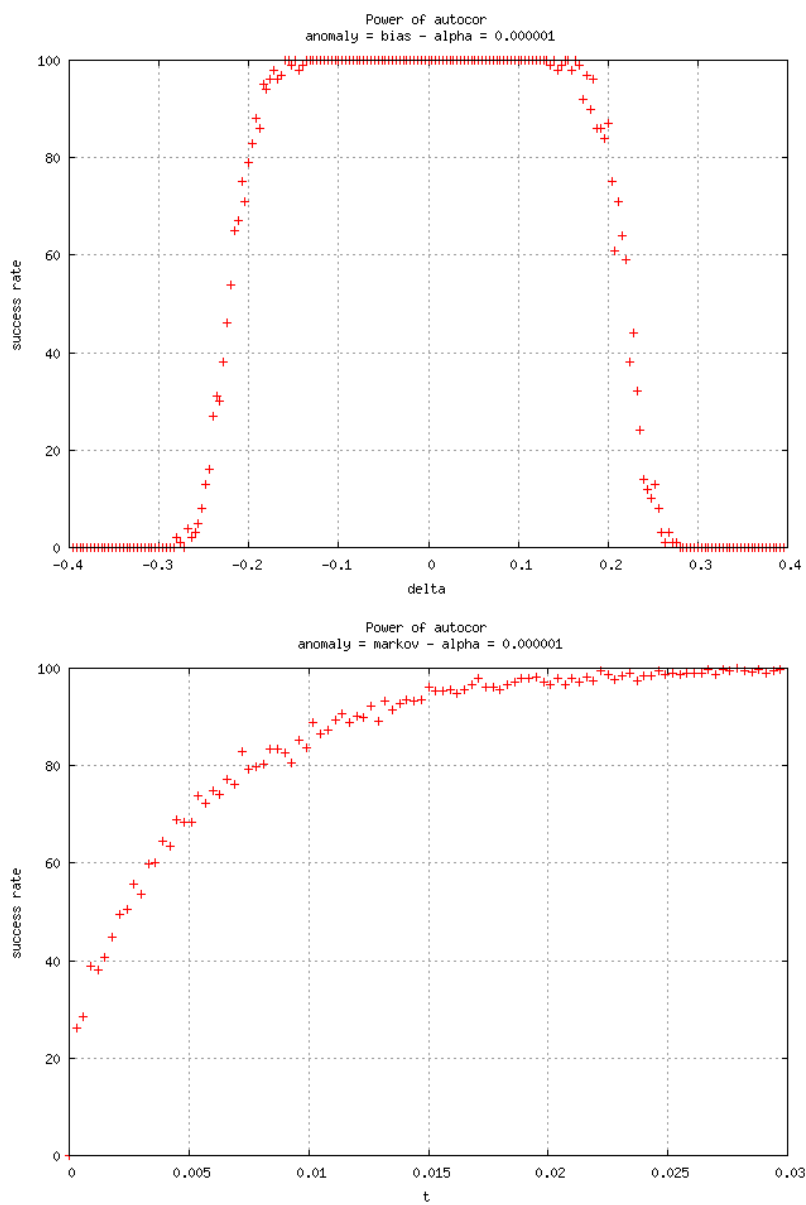 Power of autocor
anomaly = bias - alpha = 0.000001
100
80
60
40
20
0
success rate
-0.4 -0.3 -0.2 -0.1 0 0.1 0.2 0.3 0.4
delta
Power of autocor
anomaly = markov - alpha = 0.000001
100
80
60
40
20
0
success rate
0 0.005 0.01 0.015 0.02 0.025 0.03
t